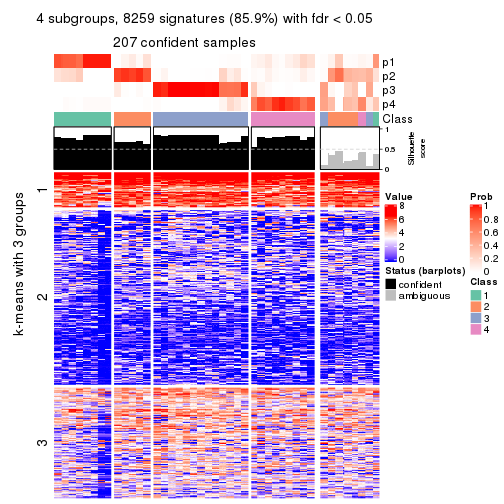 4 subgroups, 8259 signatures (85.9%) with fdr < 0.05
207 confident samples
p1
p2
p3
p4
Class
1
0.5
0
Silhouette
score
k-means with 3 groups
1
2
3
Value
8
6
4
2
0
Status (barplots)
confident
ambiguous
Prob
1
0.8
0.6
0.4
0.2
0
Class
1
2
3
4